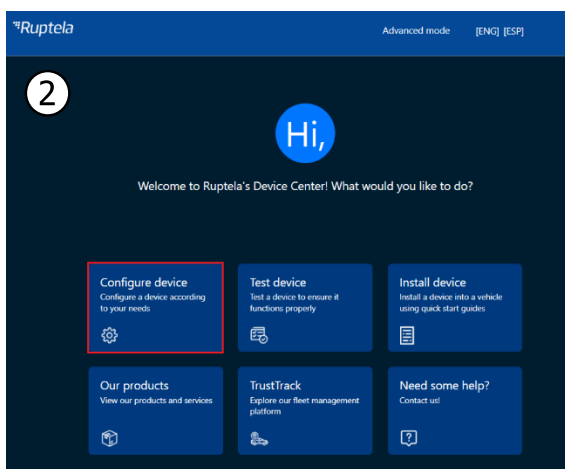 Ruptela
Advanced mode
[ENG] [ESP]
2
Hi,
Welcome to Ruptela's Device Center! What would you like to do?
Configure device
Configure a device according
to your needs
Test device
Test a device to ensure it
functions properly
Install device
Install a device into a vehicle
using quick start guides
Our products
View our products and services
TrustTrack
Explore our fleet management
platform
Need some help?
Contact us!